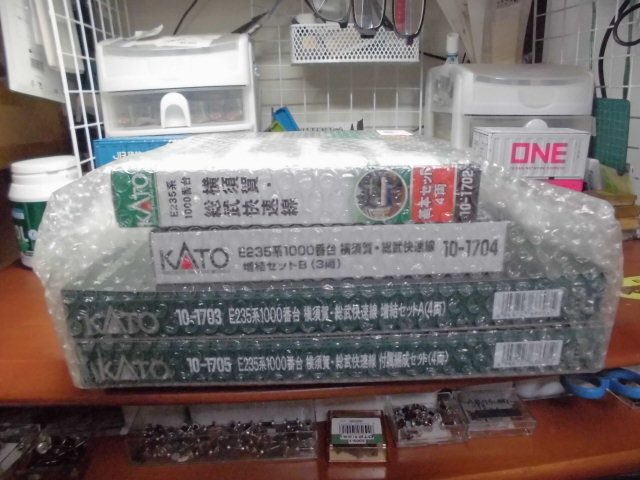 ONE
KATO
E235系
1000番台
横須賀・
総武快速線
基本セット
4両
10-1702
KATO
E235系1000番台 横須賀・総武快速線
増結セットB(3両)
10-1704
KATO
10-1703 E235系1000番台 横須賀・総武快速線 増結セットA(4両)
KATO
10-1705 E235系1000番台 横須賀・総武快速線 付属編成セット(4両)